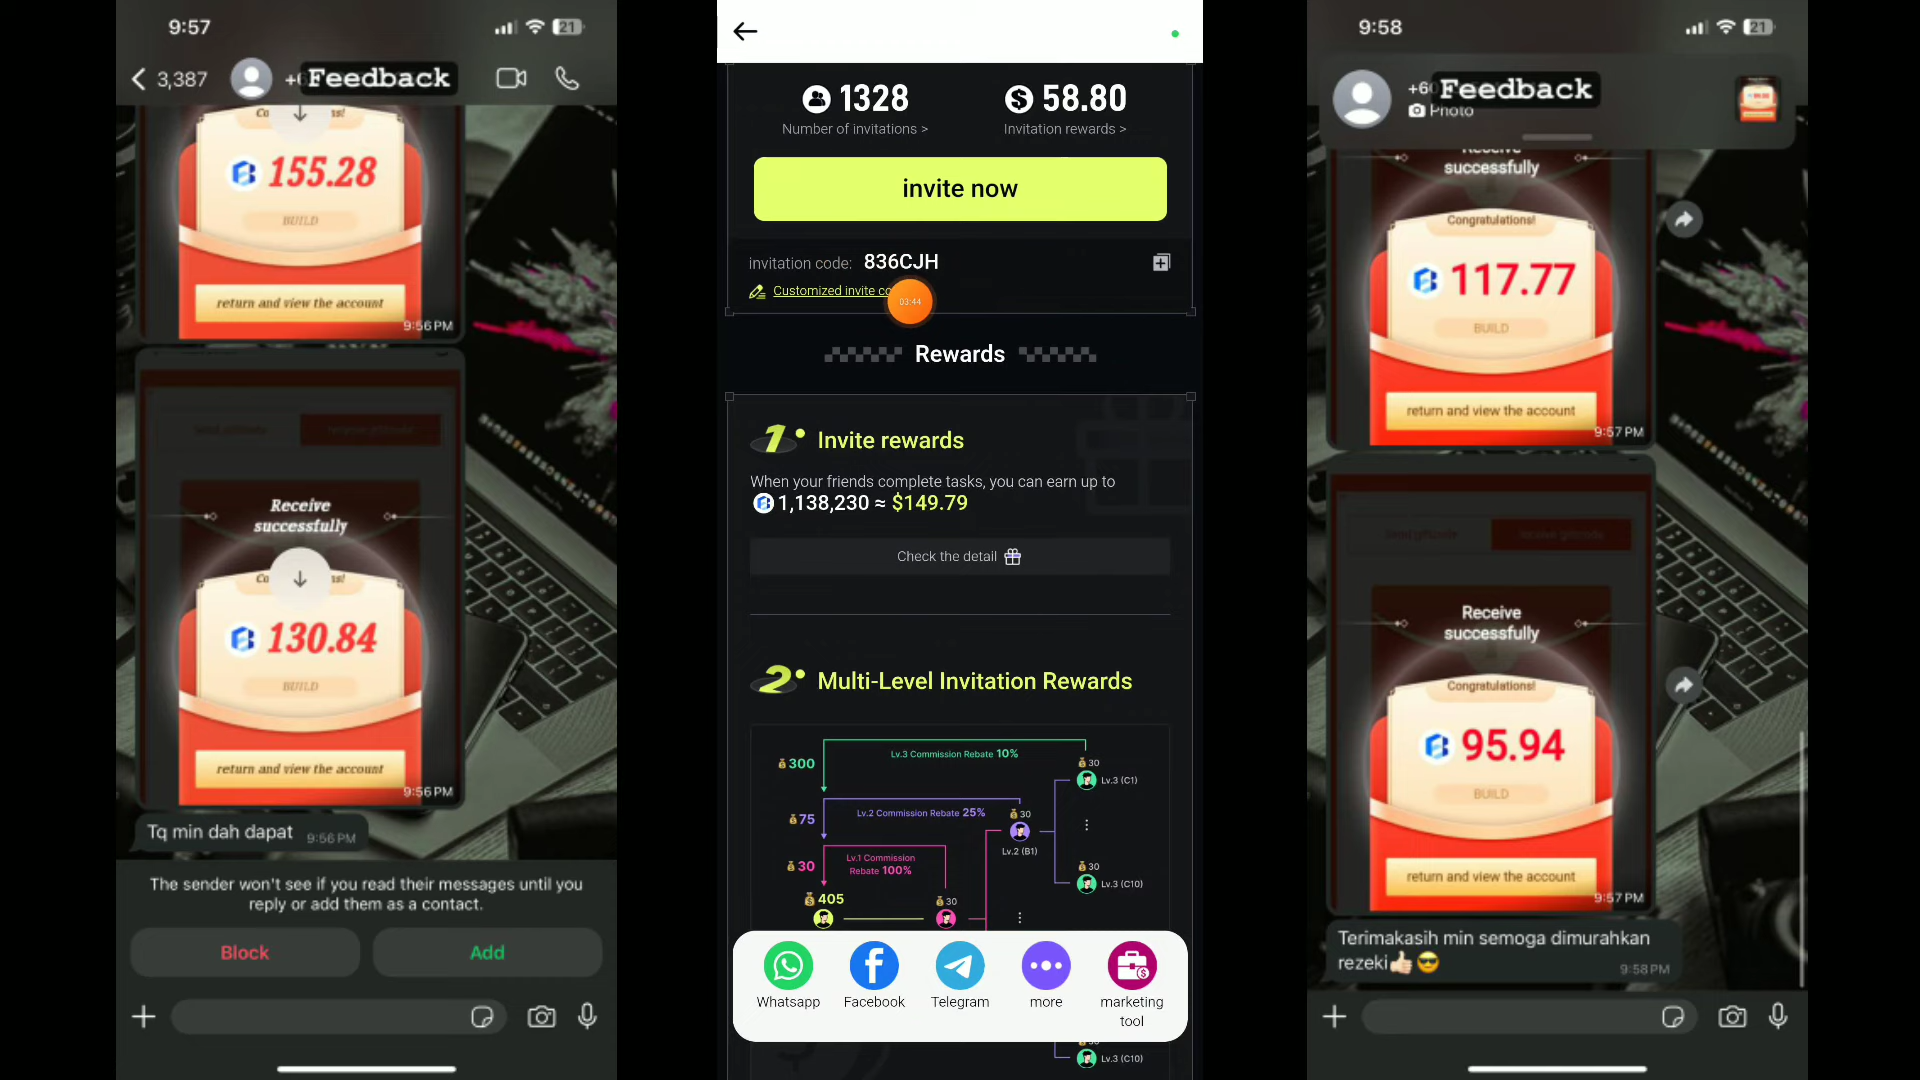 9:57
21
3,387
+6
Feedback
155.28
BUILD
return and view the account
9:56 PM
Receive
successfully
130.84
BUILD
return and view the account
9:56 PM
Tq min dah dapat 9:56 PM
The sender won't see if you read their messages until you
reply or add them as a contact.
Block
Add
1328
Number of invitations >
58.80
Invitation rewards >
invite now
invitation code: 836CJH
Customized invite co
03:44
Rewards
1 Invite rewards
When your friends complete tasks, you can earn up to
1,138,230 ≈ $149.79
Check the detail
2 Multi-Level Invitation Rewards
Lv.3 Commission Rebate 10%
300
30
Lv.3 (C1)
75
Lv.2 Commission Rebate 25%
30
Lv.2 (B1)
30
Lv.1 Commission
Rebate 100%
30
Lv.3 (C10)
405
30
Whatsapp
Facebook
Telegram
more
marketing
tool
Lv.3 (C10)
9:58
21
+60
Feedback
Photo
Receive
successfully
Congratulations!
117.77
BUILD
return and view the account
9:57 PM
Receive
successfully
Congratulations!
95.94
BUILD
return and view the account
9:57 PM
Terimakasih min semoga dimurahkan
rezeki👍🏻😎
9:58 PM